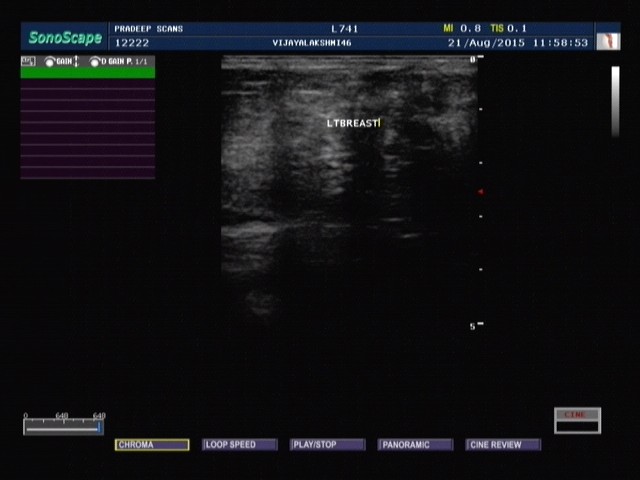 SonoScape
PRADEEP SCANS L741 MI 0.8 TIS 0.1
12222 VIJAYALAKSHMI46 21/Aug/2015 11:58:53
GAIN D GAIN P. 1/1
0
LTBREAST
5
0 640 640
CINE
CHROMA LOOP SPEED PLAY/STOP PANORAMIC CINE REVIEW